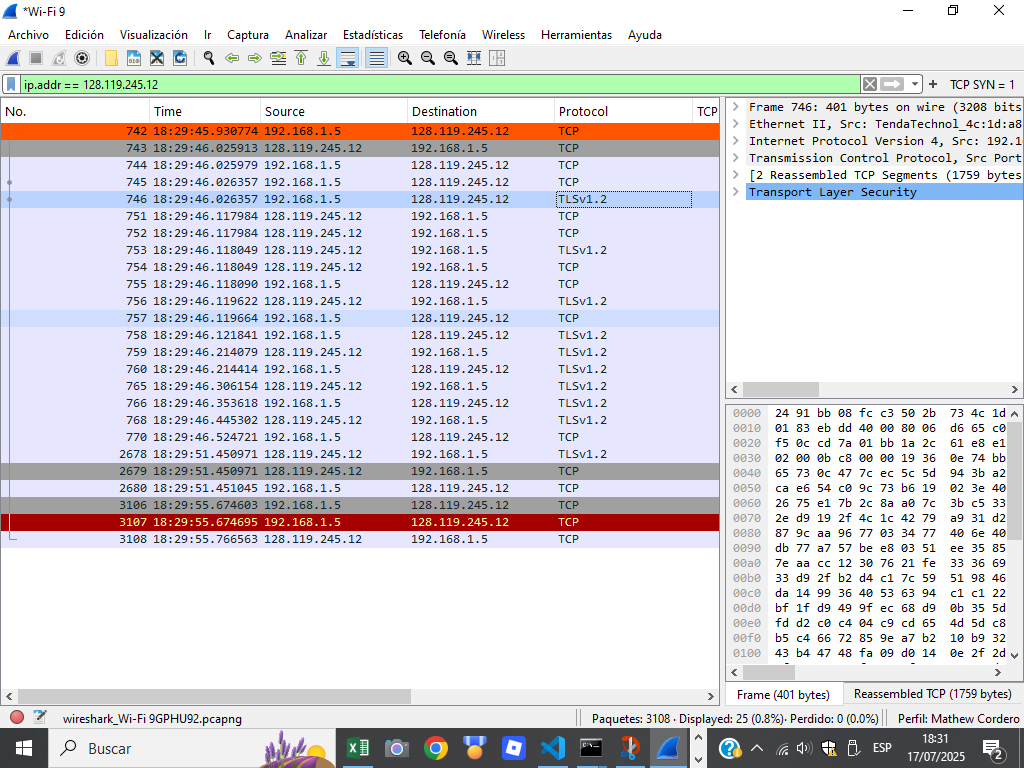 *Wi-Fi 9
Archivo Edición Visualización Ir Captura Analizar Estadísticas Telefonía Wireless Herramientas Ayuda
ip.addr == 128.119.245.12 + TCP SYN = 1
No. Time Source Destination Protocol TCP
742 18:29:45.930774 192.168.1.5 128.119.245.12 TCP
743 18:29:46.025913 128.119.245.12 192.168.1.5 TCP
744 18:29:46.025979 192.168.1.5 128.119.245.12 TCP
745 18:29:46.026357 192.168.1.5 128.119.245.12 TCP
746 18:29:46.026357 192.168.1.5 128.119.245.12 TLSv1.2
751 18:29:46.117984 128.119.245.12 192.168.1.5 TCP
752 18:29:46.117984 128.119.245.12 192.168.1.5 TCP
753 18:29:46.118049 128.119.245.12 192.168.1.5 TLSv1.2
754 18:29:46.118049 128.119.245.12 192.168.1.5 TCP
755 18:29:46.118090 192.168.1.5 128.119.245.12 TCP
756 18:29:46.119622 128.119.245.12 192.168.1.5 TLSv1.2
757 18:29:46.119664 192.168.1.5 128.119.245.12 TCP
758 18:29:46.121841 192.168.1.5 128.119.245.12 TLSv1.2
759 18:29:46.214079 128.119.245.12 192.168.1.5 TLSv1.2
760 18:29:46.214414 192.168.1.5 128.119.245.12 TLSv1.2
765 18:29:46.306154 128.119.245.12 192.168.1.5 TLSv1.2
766 18:29:46.353618 192.168.1.5 128.119.245.12 TLSv1.2
768 18:29:46.445302 128.119.245.12 192.168.1.5 TLSv1.2
770 18:29:46.524721 192.168.1.5 128.119.245.12 TCP
2678 18:29:51.450971 128.119.245.12 192.168.1.5 TLSv1.2
2679 18:29:51.450971 128.119.245.12 192.168.1.5 TCP
2680 18:29:51.451045 192.168.1.5 128.119.245.12 TCP
3106 18:29:55.674603 192.168.1.5 128.119.245.12 TCP
3107 18:29:55.674695 192.168.1.5 128.119.245.12 TCP
3108 18:29:55.766563 128.119.245.12 192.168.1.5 TCP
Frame 746: 401 bytes on wire (3208 bits
Ethernet II, Src: TendaTechnol_4c:1d:a8
Internet Protocol Version 4, Src: 192.1
Transmission Control Protocol, Src Port
[2 Reassembled TCP Segments (1759 bytes
Transport Layer Security
0000 24 91 bb 08 fc c3 50 2b 73 4c 1d
0010 01 83 eb dd 40 00 80 06 d6 65 c0
0020 f5 0c cd 7a 01 bb 1a 2c 61 e8 e1
0030 02 00 0b c8 00 00 19 36 0e 74 bb
0040 65 73 0c 47 7c ec 5c 5d 94 3b a2
0050 ca e6 54 c0 9c 73 b6 19 02 3e 40
0060 26 75 e1 7b 2c 8a a0 7c 3b c5 33
0070 2e d9 19 2f 4c 1c 42 79 a9 31 d2
0080 87 9c aa 96 77 03 34 77 40 6e 40
0090 db 77 a7 57 be e8 03 51 ee 35 85
00a0 7e aa cc 12 30 76 21 fe 33 36 69
00b0 33 d9 2f b2 d4 c1 7c 59 51 98 46
00c0 da 14 99 36 40 53 63 94 c1 c1 22
00d0 bf 1f d9 49 9f ec 68 d9 0b 35 5d
00e0 fd d2 c0 c4 04 c9 cd 65 4d 5d c8
00f0 b5 c4 66 72 85 9e a7 b2 10 b9 32
0100 43 b4 47 48 fa 09 d0 14 0e 2f 2d
Frame (401 bytes) Reassembled TCP (1759 bytes)
wireshark_Wi-Fi 9GPHU92.pcapng Paquetes: 3108 · Displayed: 25 (0.8%) · Perdido: 0 (0.0%) Perfil: Mathew Cordero
Buscar ESP 18:31
17/07/2025 2